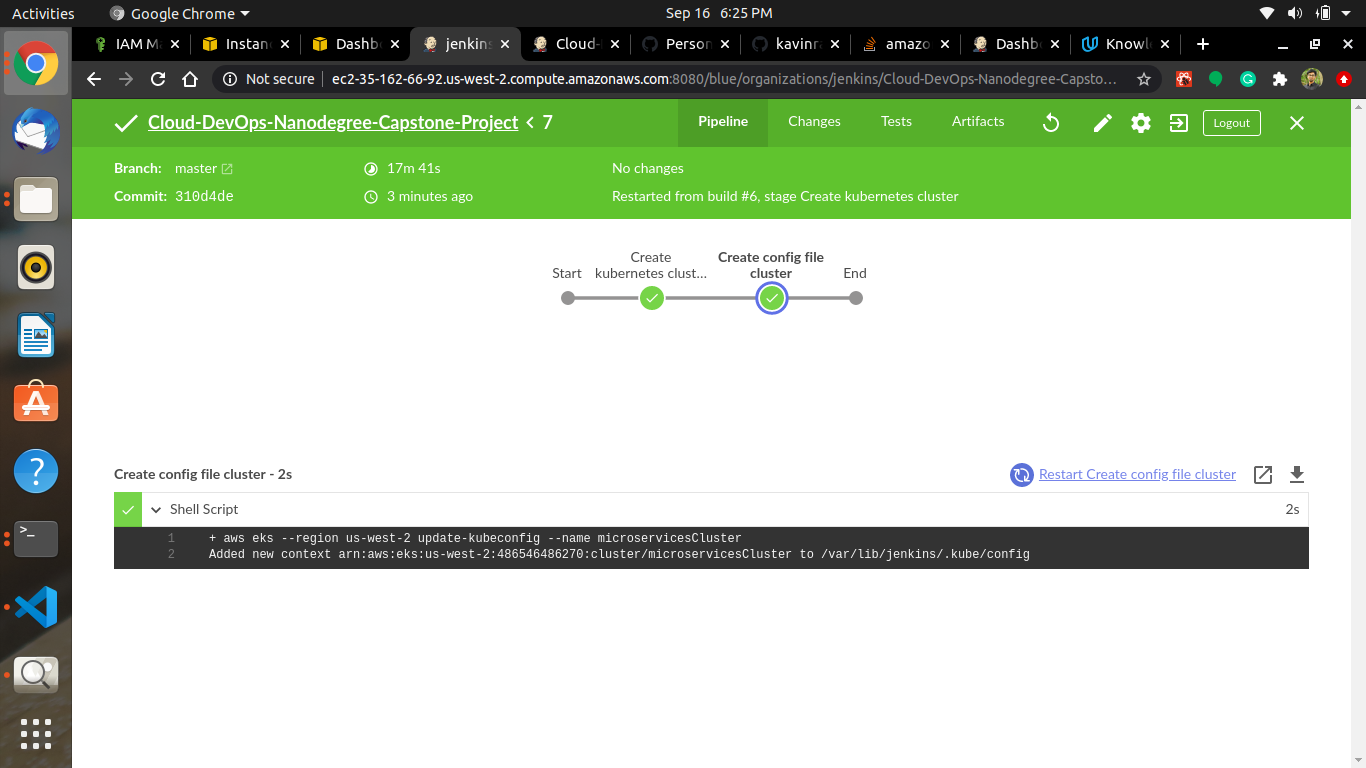 Activities
Google Chrome
Sep 16 6:25 PM
IAM Ma
Instan
Dashb
jenkins
Cloud-
Person
kavinra
amazo
Dashb
Knowl
Not secure
ec2-35-162-66-92.us-west-2.compute.amazonaws.com:8080/blue/organizations/jenkins/Cloud-DevOps-Nanodegree-Capsto…
Cloud-DevOps-Nanodegree-Capstone-Project < 7
Pipeline
Changes
Tests
Artifacts
Logout
Branch: master
17m 41s
No changes
Commit: 310d4de
3 minutes ago
Restarted from build #6, stage Create kubernetes cluster
Start
Create
kubernetes clust...
Create config file
cluster
End
Create config file cluster - 2s
Restart Create config file cluster
Shell Script
2s
1 + aws eks --region us-west-2 update-kubeconfig --name microservicesCluster
2 Added new context arn:aws:eks:us-west-2:486546486270:cluster/microservicesCluster to /var/lib/jenkins/.kube/config